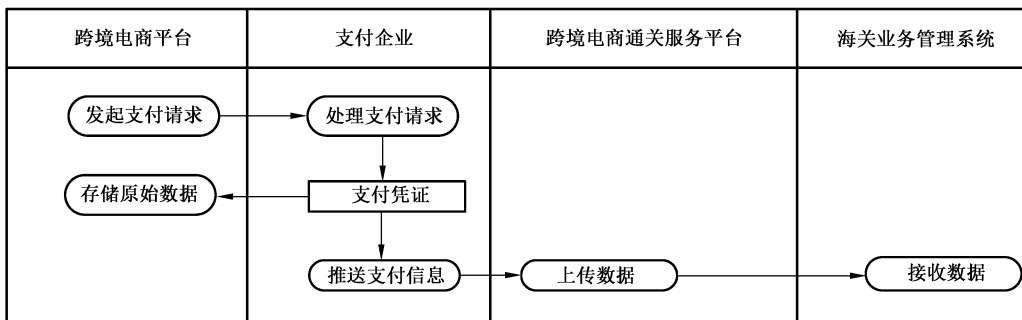 跨境电商平台
支付企业
跨境电商通关服务平台
海关业务管理系统
发起支付请求
处理支付请求
存储原始数据
支付凭证
推送支付信息
上传数据
接收数据